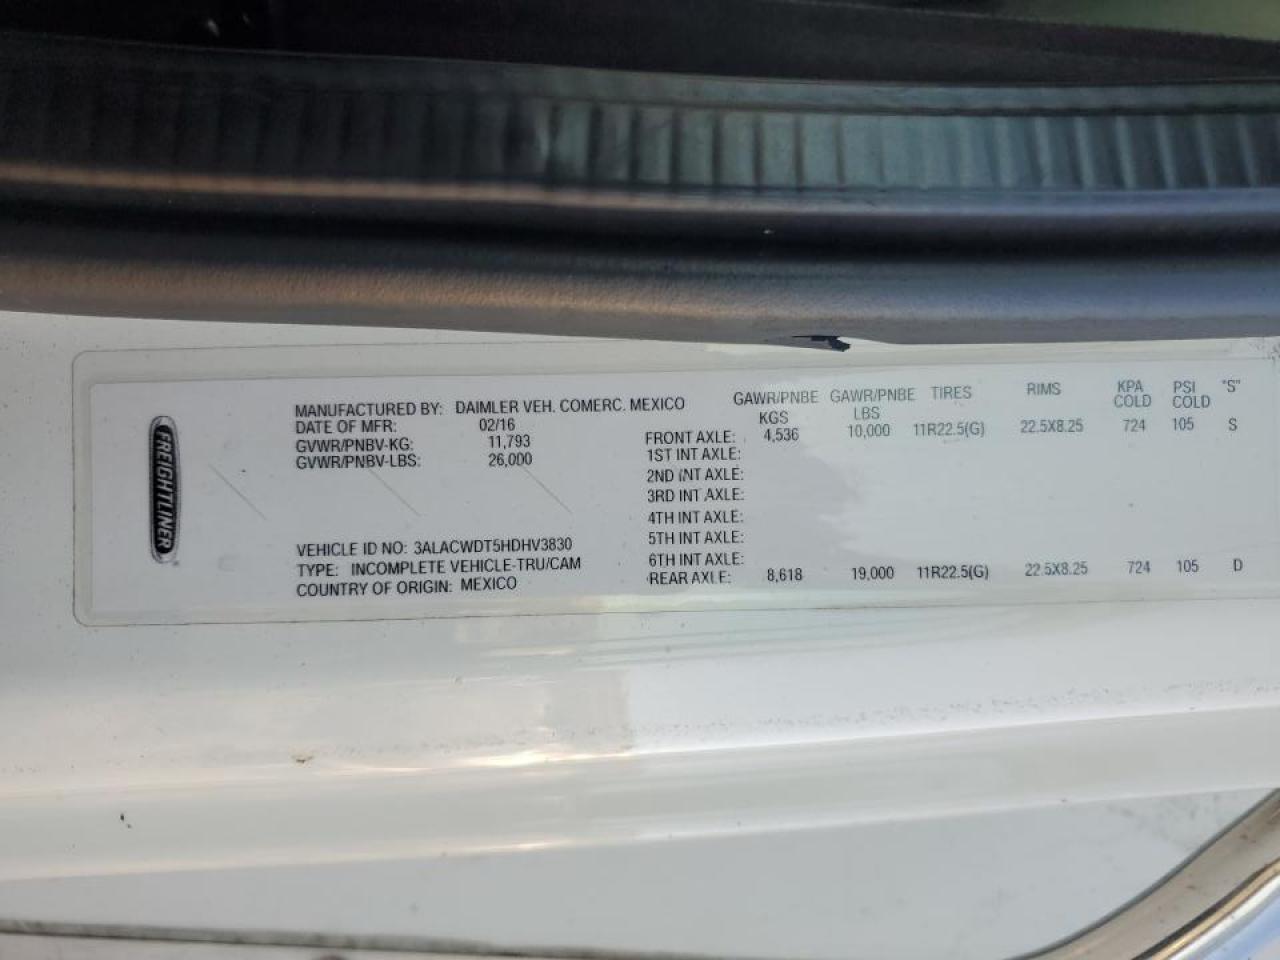 FREIGHTLINER
MANUFACTURED BY: DAIMLER VEH. COMERC. MEXICO
DATE OF MFR: 02/16
GVWR/PNBV-KG: 11,793
GVWR/PNBV-LBS: 26,000
VEHICLE ID NO: 3ALACWDT5HDHV3830
TYPE: INCOMPLETE VEHICLE-TRU/CAM
COUNTRY OF ORIGIN: MEXICO
GAWR/PNBE GAWR/PNBE TIRES RIMS KPA PSI "S"
KGS LBS COLD COLD
FRONT AXLE: 4,536 10,000 11R22.5(G) 22.5X8.25 724 105 S
1ST INT AXLE:
2ND INT AXLE:
3RD INT AXLE:
4TH INT AXLE:
5TH INT AXLE:
6TH INT AXLE:
REAR AXLE: 8,618 19,000 11R22.5(G) 22.5X8.25 724 105 D